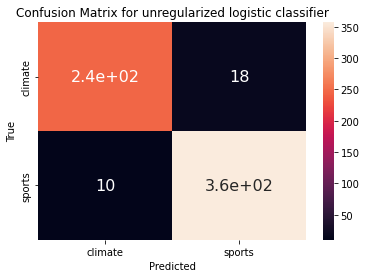 Confusion Matrix for unregularized logistic classifier
climate
2.4e+02
18
True
sports
10
3.6e+02
climate
sports
Predicted
350
300
250
200
150
100
50